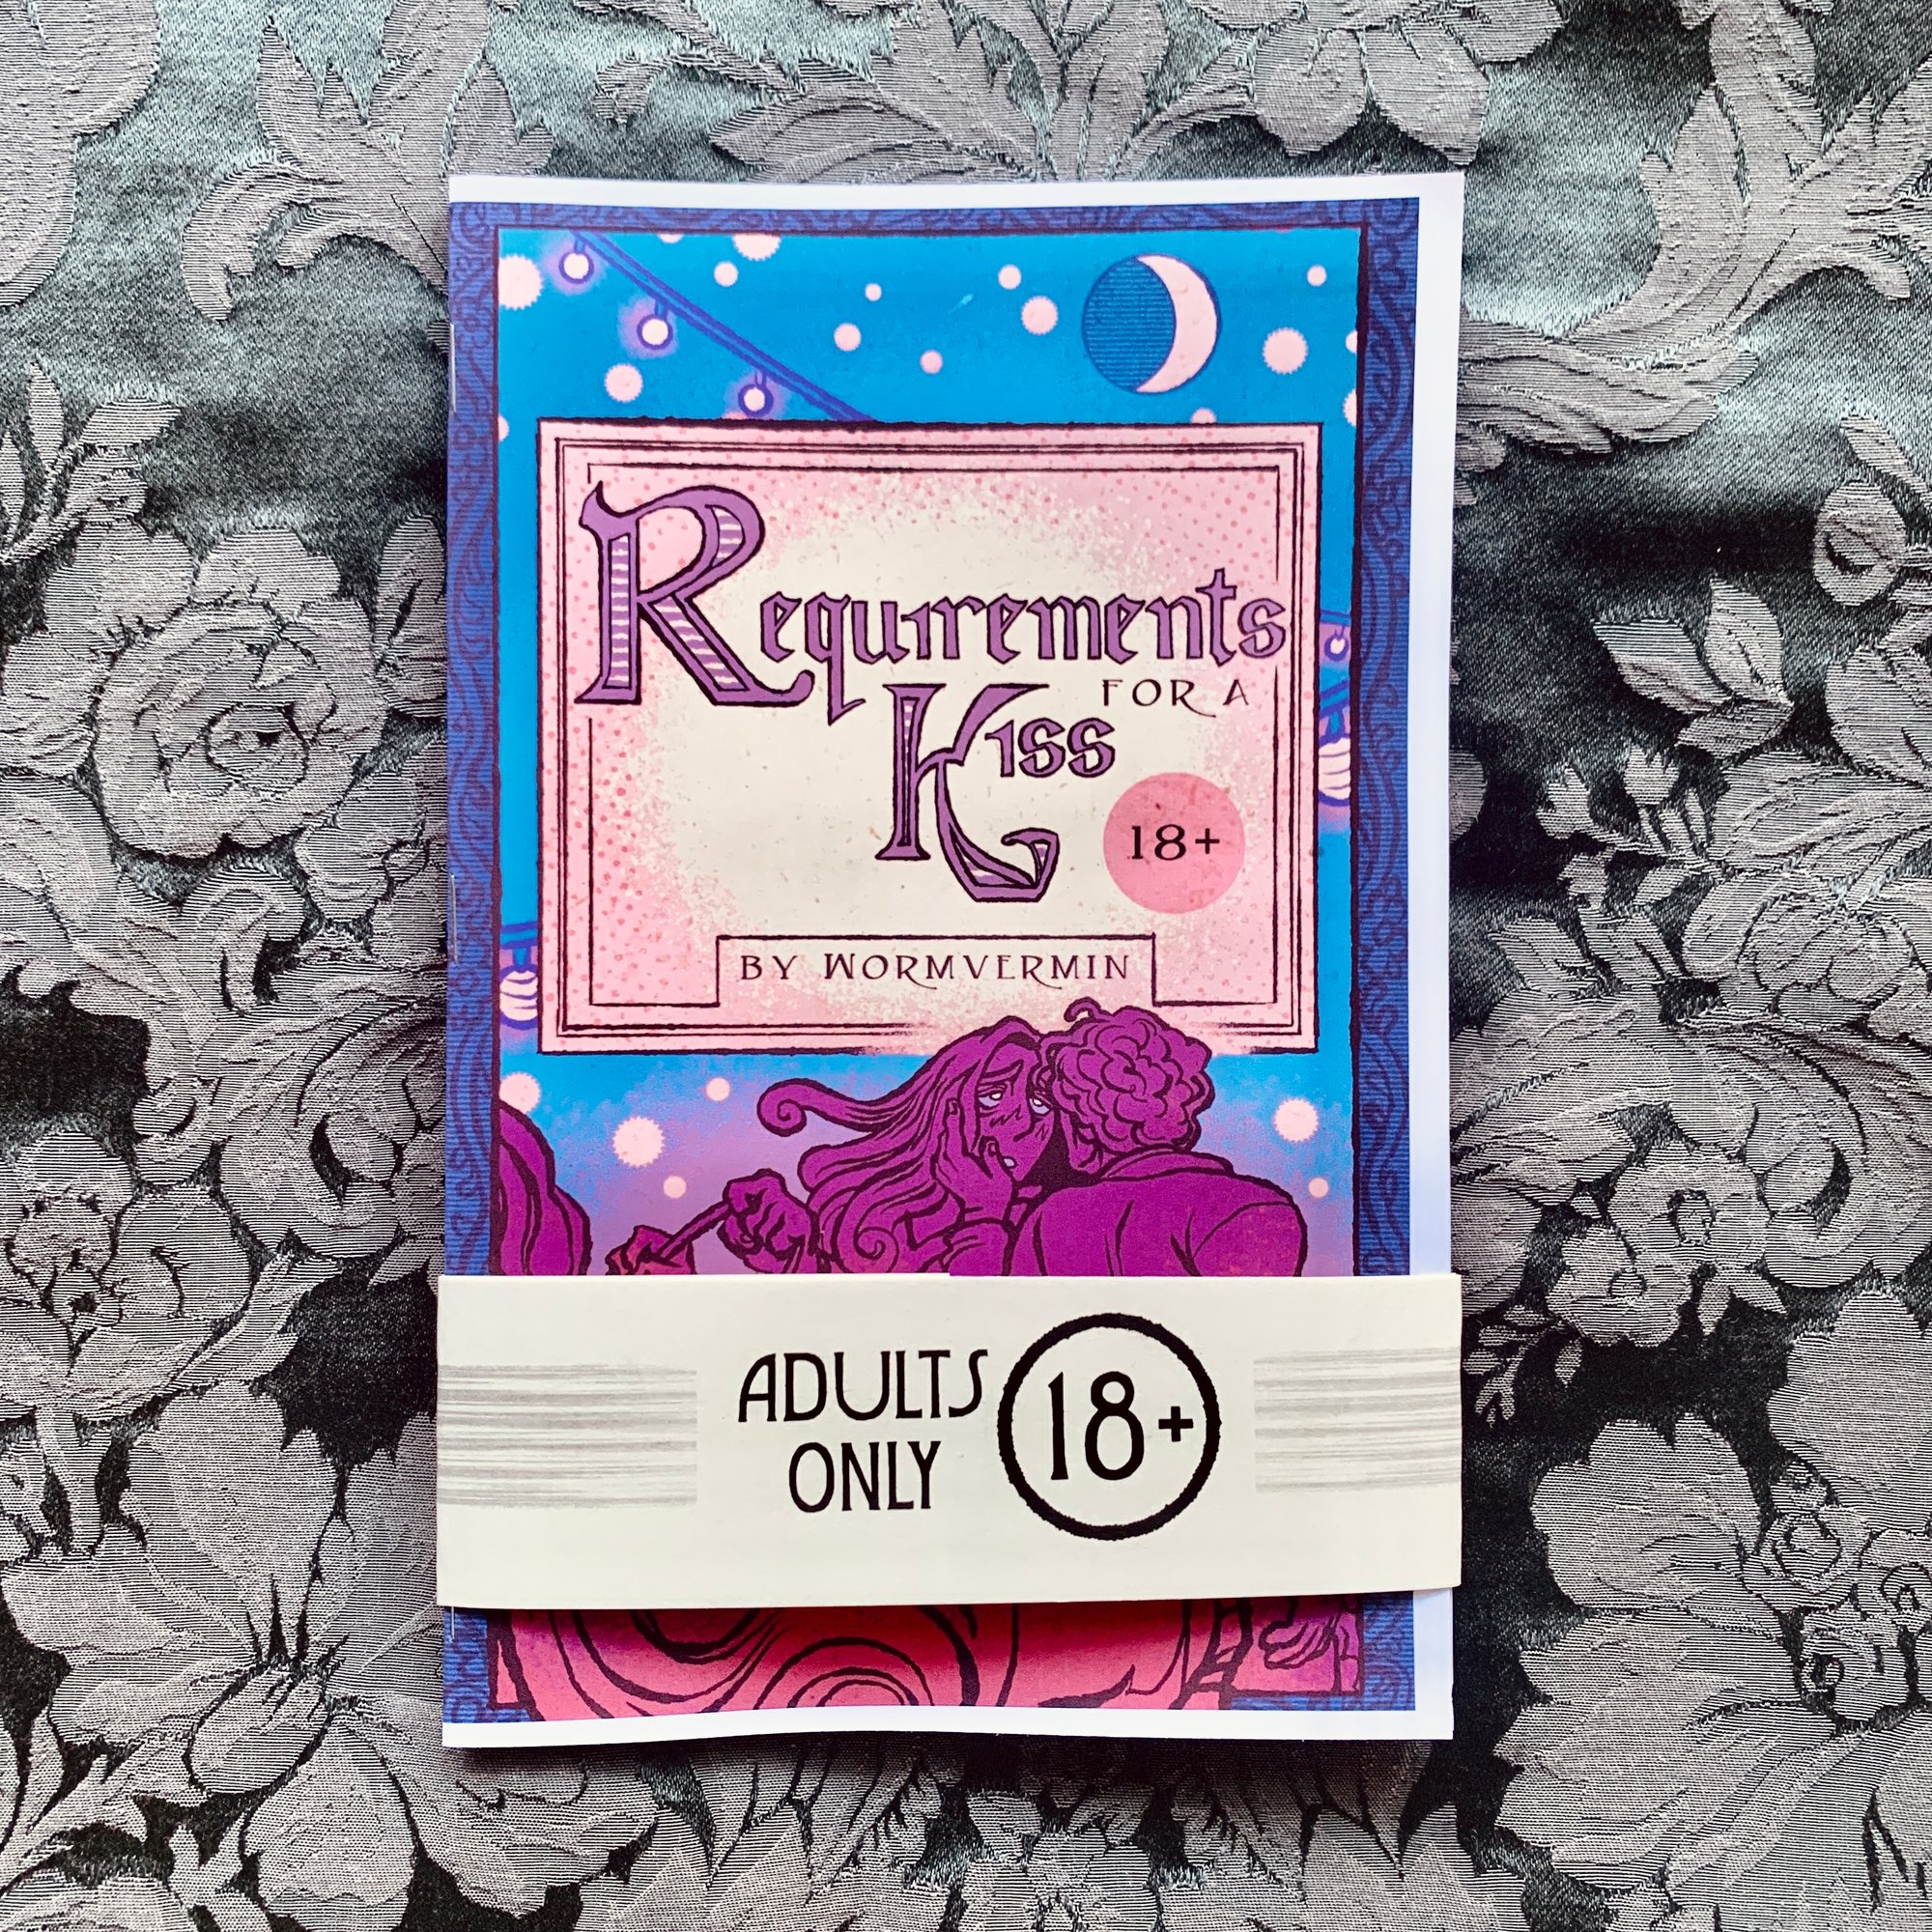 Requirements
FOR A
Kiss
18+
BY WORMVERMIN
ADULTS
ONLY
18+